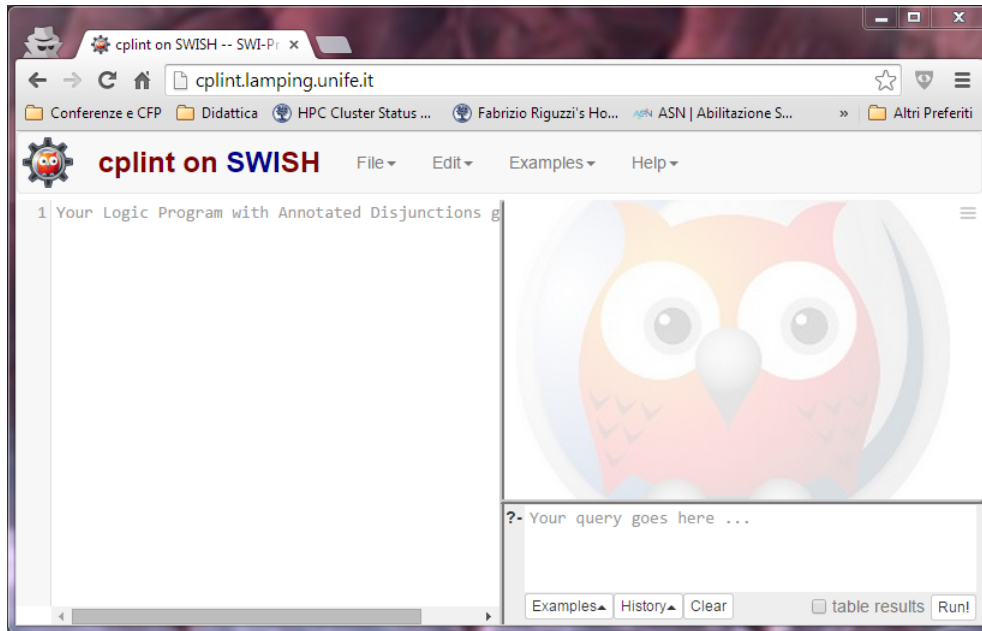 cplint on SWISH -- SWI-Pr
cplint.lamping.unife.it
Conferenze e CFP Didattica HPC Cluster Status ... Fabrizio Riguzzi's Ho... ASN | Abilitazione S... » Altri Preferiti
cplint on SWISH File Edit Examples Help
1 Your Logic Program with Annotated Disjunctions g
?- Your query goes here ...
Examples History Clear table results Run!